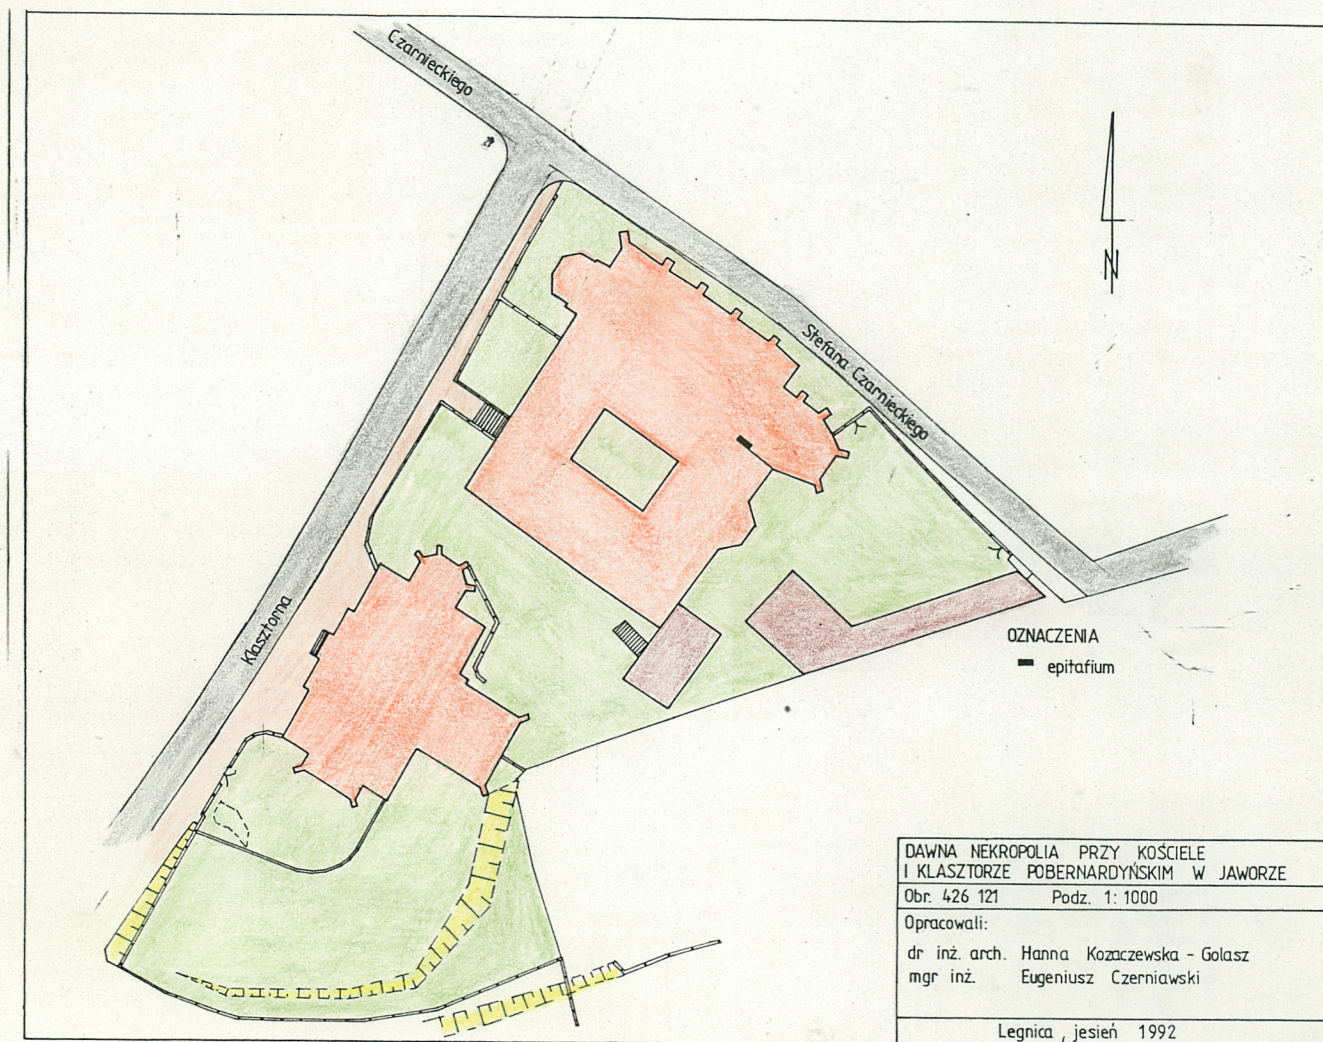 Czarnieckiego
Stefana Czarnieckiego
Klasztorna
N
OZNACZENIA
epitafium
DAWNA NEKROPOLIA PRZY KOŚCIELE
I KLASZTORZE POBERNARDYŃSKIM W JAWORZE
Obr. 426 121 Podz. 1:1000
Opracowali:
dr inż. arch. Hanna Kozaczewska - Golasz
mgr inż. Eugeniusz Czerniawski
Legnica , jesień 1992